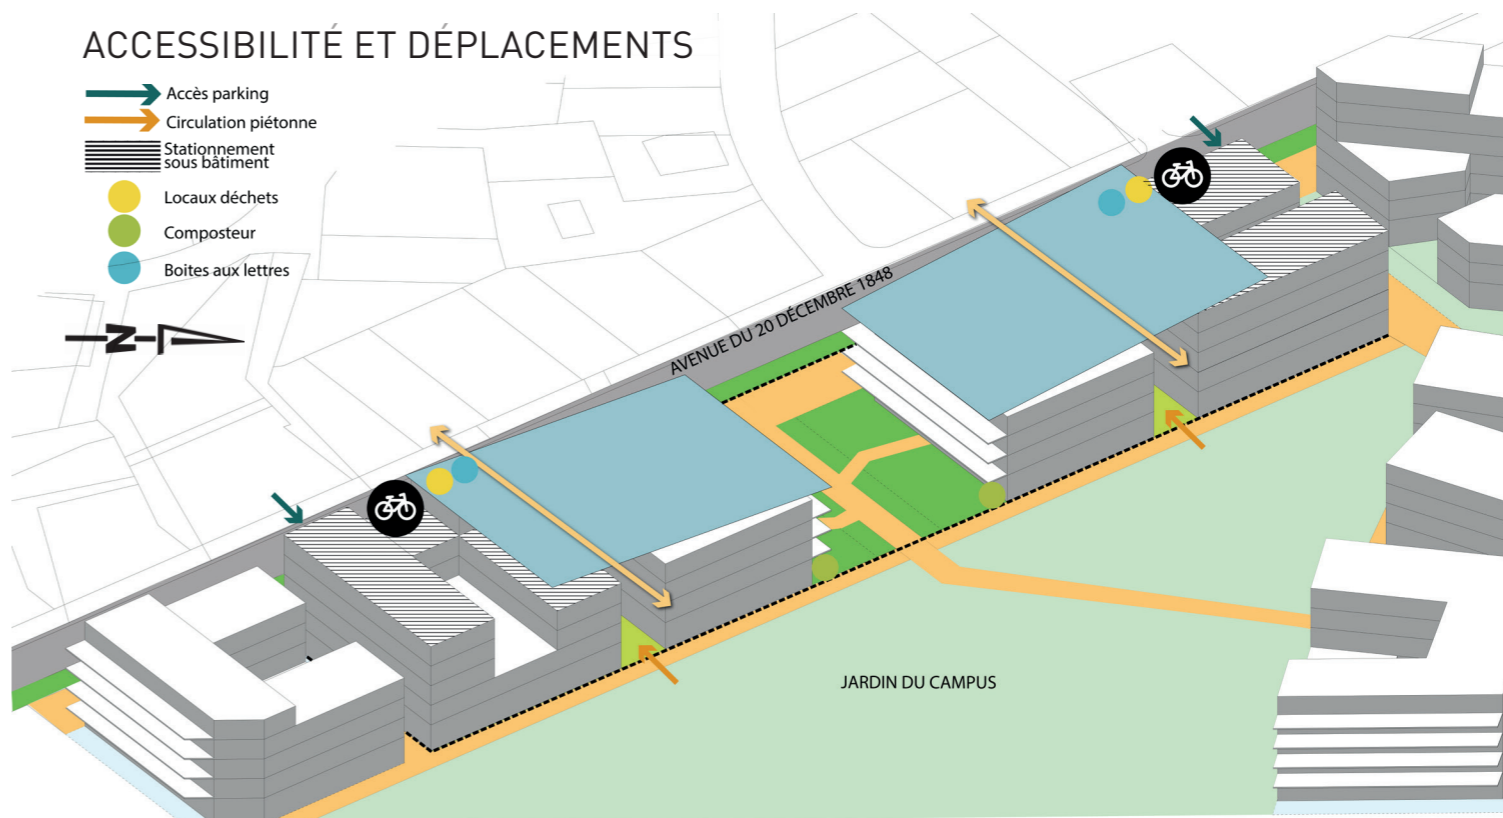 ACCESSIBILITÉ ET DÉPLACEMENTS
Accès parking
Circulation piétonne
Stationnement
sous bâtiment
Locaux déchets
Composteur
Boites aux lettres
N
AVENUE DU 20 DÉCEMBRE 1848
JARDIN DU CAMPUS